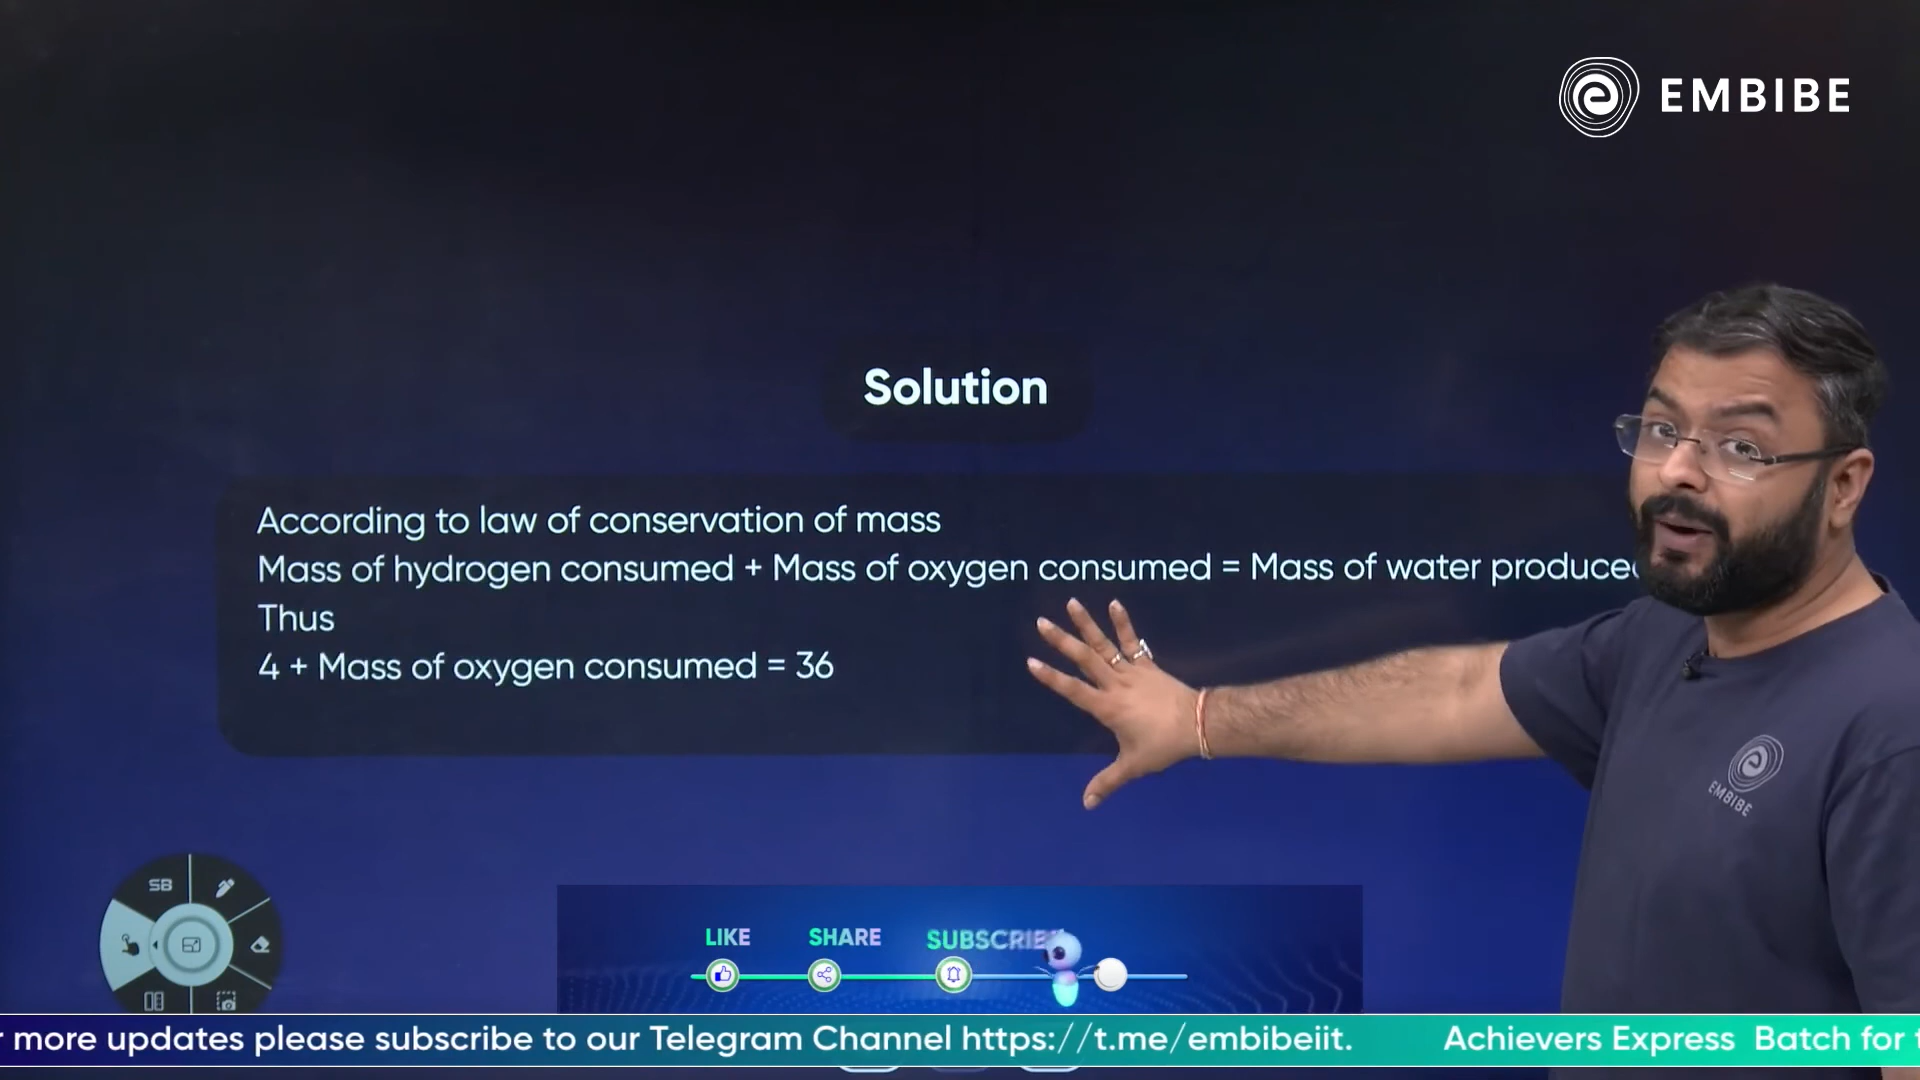 EMBIBE
Solution
According to law of conservation of mass
Mass of hydrogen consumed + Mass of oxygen consumed = Mass of water produce
Thus
4 + Mass of oxygen consumed = 36
EMBIBE
SB
LIKE SHARE SUBSCRIBE
more updates please subscribe to our Telegram Channel https://t.me/embibeiit. Achievers Express Batch for